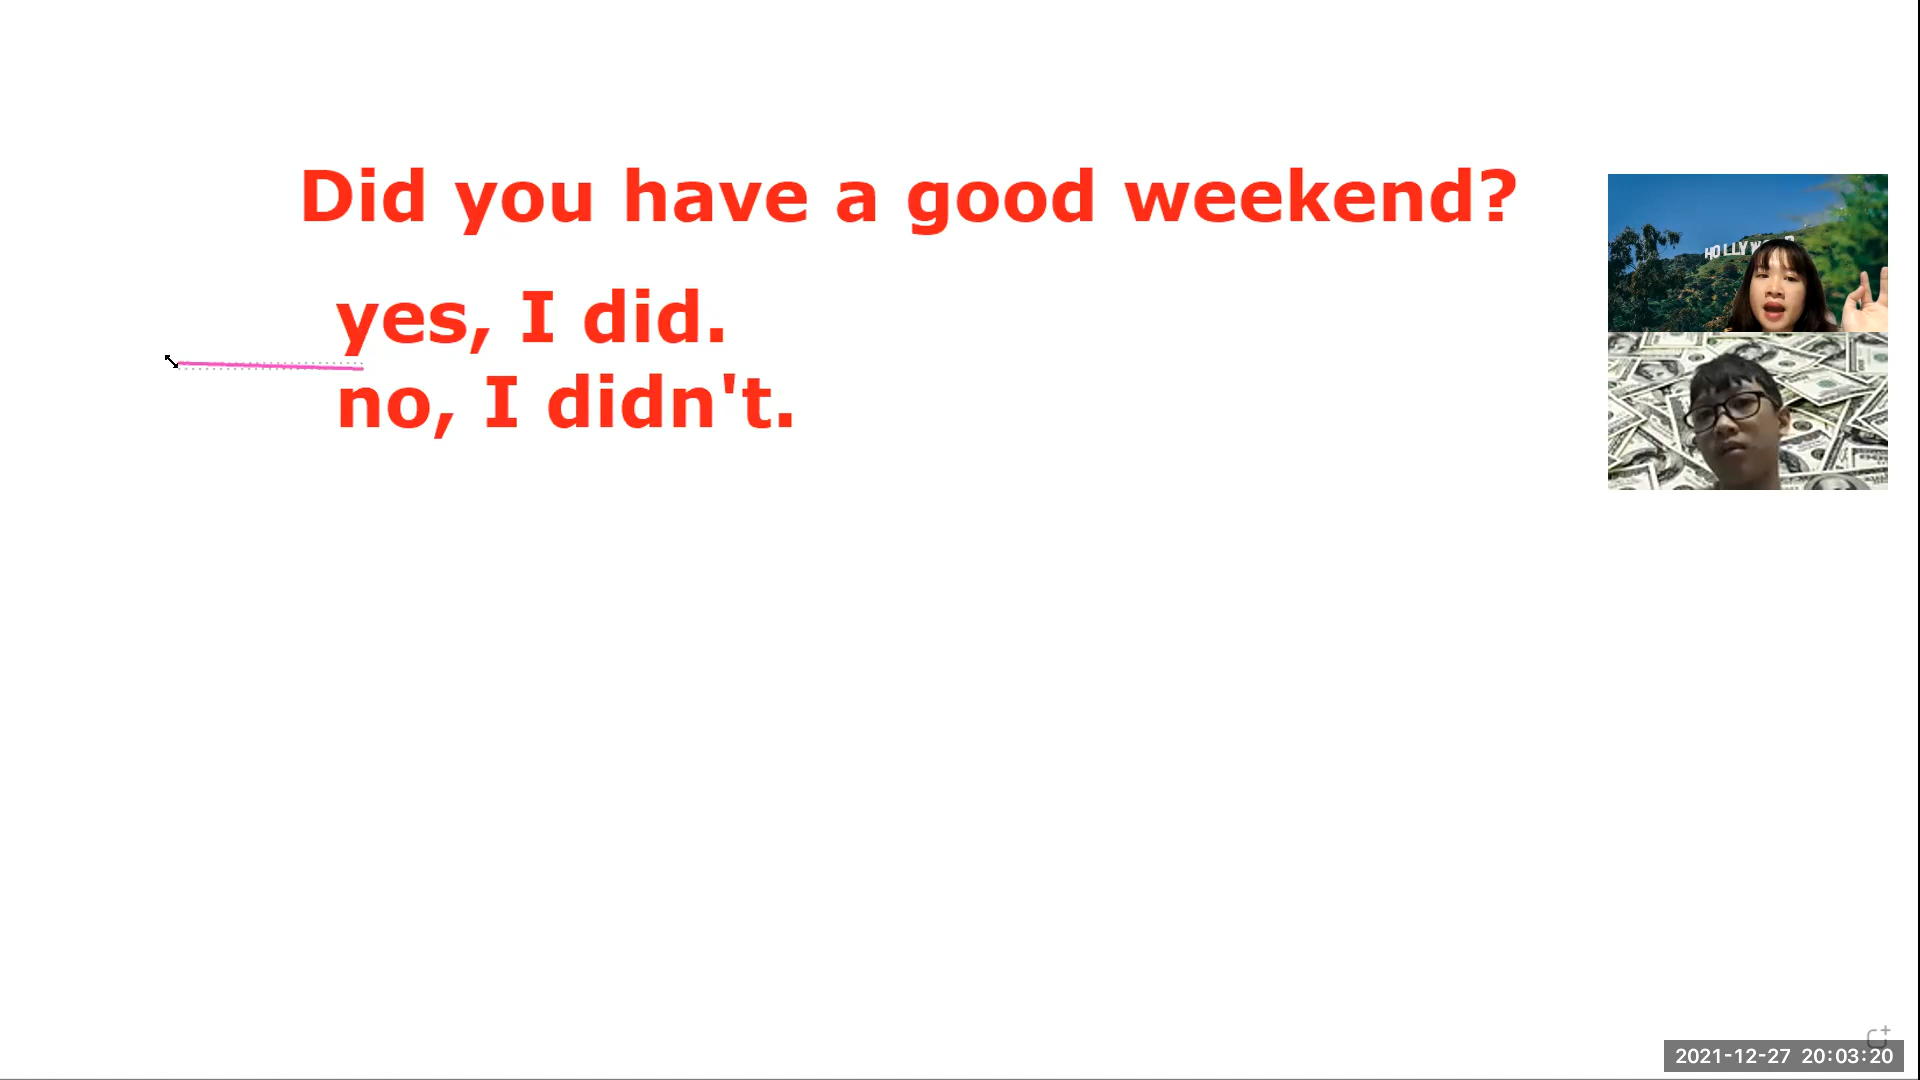 Did you have a good weekend?
yes, I did.
no, I didn't.
2021-12-27 20:03:20